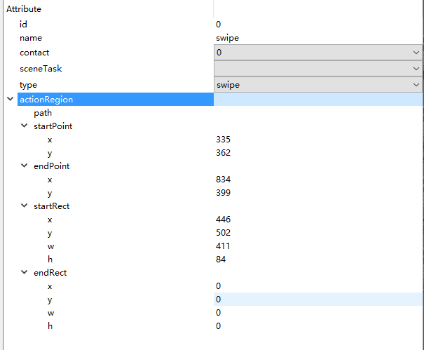 Attribute
id 0
name swipe
contact 0
sceneTask
type swipe
actionRegion
path
startPoint
x 335
y 362
endPoint
x 834
y 399
startRect
x 446
y 502
w 411
h 84
endRect
x 0
y 0
w 0
h 0